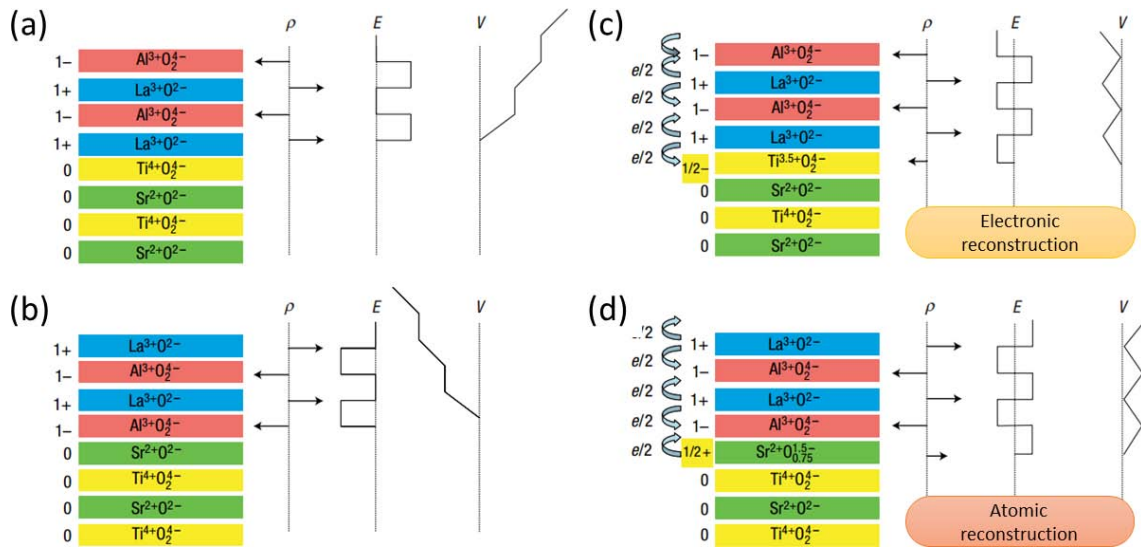 (a)
ρ E V
1– Al³⁺O₂⁴⁻
1+ La³⁺O²⁻
1– Al³⁺O₂⁴⁻
1+ La³⁺O²⁻
0 Ti⁴⁺O₂⁴⁻
0 Sr²⁺O²⁻
0 Ti⁴⁺O₂⁴⁻
0 Sr²⁺O²⁻
(b)
ρ E V
1+ La³⁺O²⁻
1– Al³⁺O₂⁴⁻
1+ La³⁺O²⁻
1– Al³⁺O₂⁴⁻
0 Sr²⁺O²⁻
0 Ti⁴⁺O₂⁴⁻
0 Sr²⁺O²⁻
0 Ti⁴⁺O₂⁴⁻
(c)
ρ E V
1– Al³⁺O₂⁴⁻
e/2
1+ La³⁺O²⁻
e/2
1– Al³⁺O₂⁴⁻
e/2
1+ La³⁺O²⁻
e/2
1/2– Ti³·⁵⁺O₂⁴⁻
0 Sr²⁺O²⁻
0 Ti⁴⁺O₂⁴⁻
0 Sr²⁺O²⁻
Electronic
reconstruction
(d)
ρ E V
1+ La³⁺O²⁻
e/2
1– Al³⁺O₂⁴⁻
e/2
1+ La³⁺O²⁻
e/2
1– Al³⁺O₂⁴⁻
e/2
1/2+ Sr²⁺O₀.₇₅¹·⁵⁻
0 Ti⁴⁺O₂⁴⁻
0 Sr²⁺O²⁻
0 Ti⁴⁺O₂⁴⁻
Atomic
reconstruction